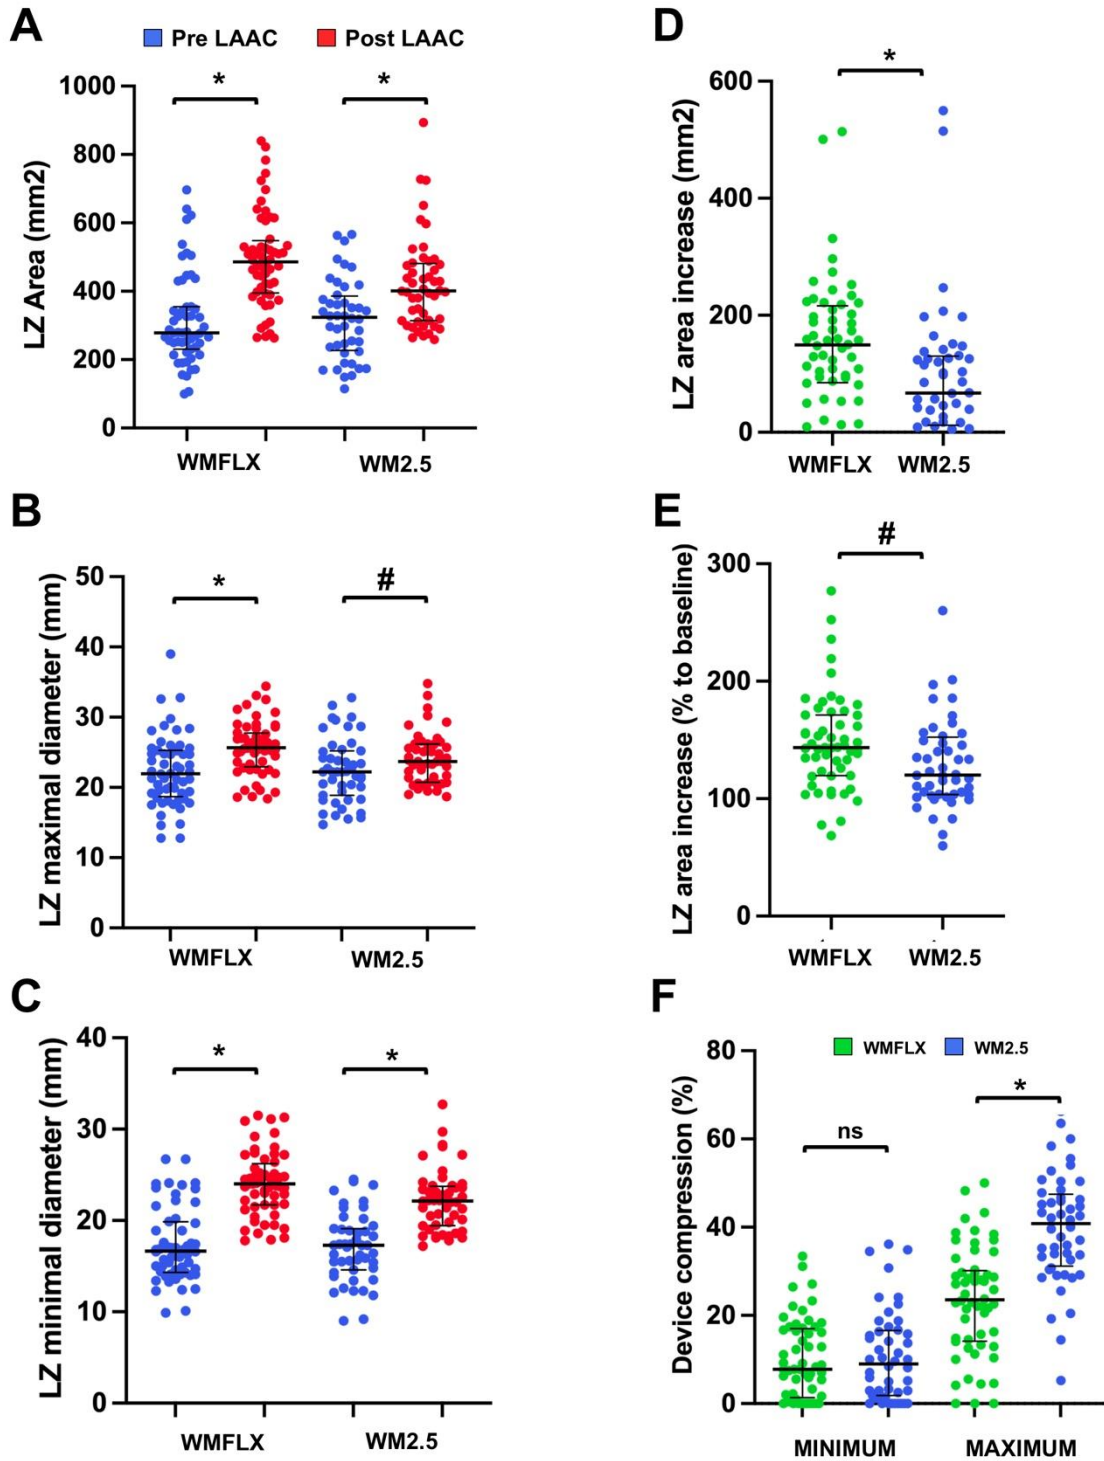 A
Pre LAAC Post LAAC
LZ Area (mm2)
1000
800
600
400
200
0
* *
WMFLX WM2.5
B
LZ maximal diameter (mm)
50
40
30
20
10
0
* #
WMFLX WM2.5
C
LZ minimal diameter (mm)
40
30
20
10
0
* *
WMFLX WM2.5
D
LZ area increase (mm2)
600
400
200
0
*
WMFLX WM2.5
E
LZ area increase (% to baseline)
300
200
100
0
#
WMFLX WM2.5
F
WMFLX WM2.5
Device compression (%)
80
60
40
20
0
ns *
MINIMUM MAXIMUM